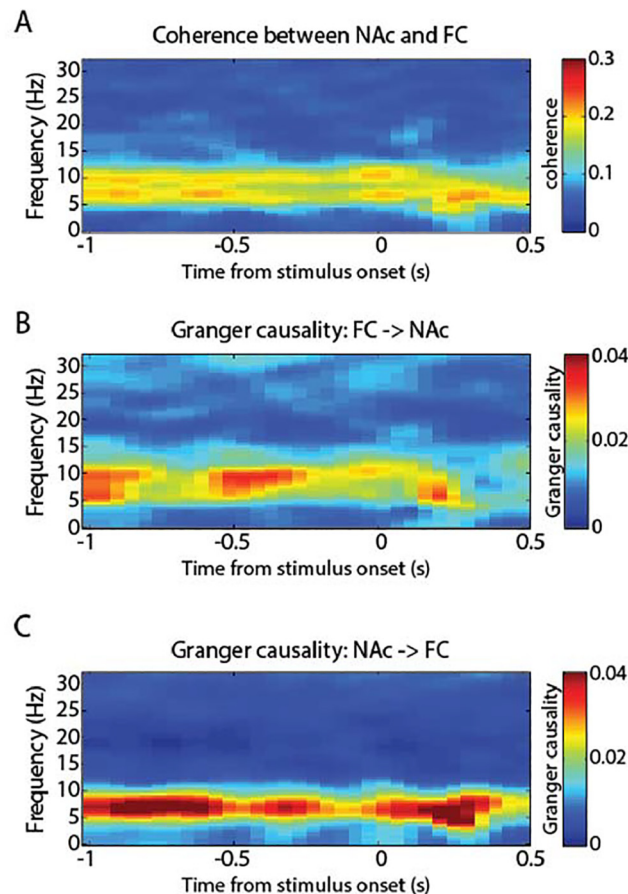 A
Coherence between NAc and FC
Frequency (Hz)
30
25
20
15
10
5
0
-1
-0.5
0
0.5
Time from stimulus onset (s)
0.3
0.2
0.1
0
coherence
B
Granger causality: FC -> NAc
Frequency (Hz)
30
25
20
15
10
5
0
-1
-0.5
0
0.5
Time from stimulus onset (s)
0.04
0.02
0
Granger causality
C
Granger causality: NAc -> FC
Frequency (Hz)
30
25
20
15
10
5
0
-1
-0.5
0
0.5
Time from stimulus onset (s)
0.04
0.02
0
Granger causality